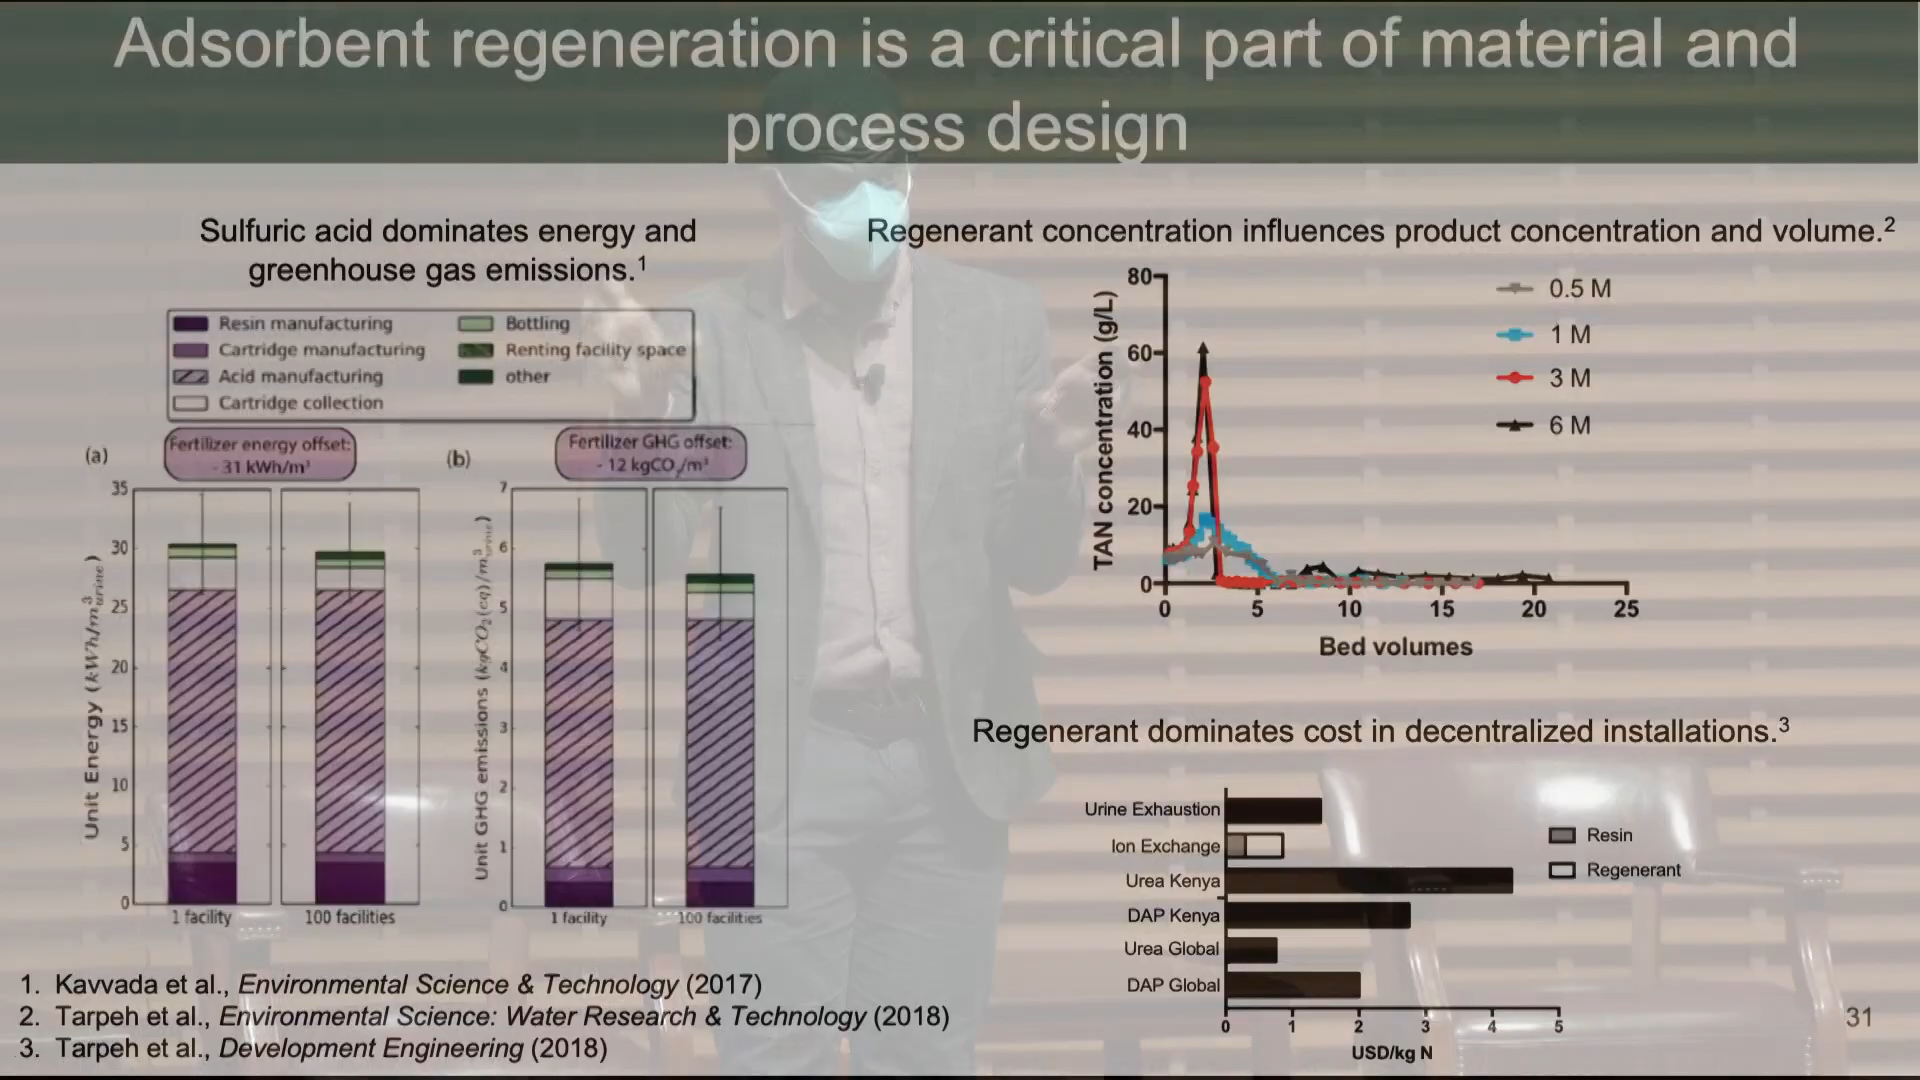 Adsorbent regeneration is a critical part of material and
process design
Sulfuric acid dominates energy and
greenhouse gas emissions.¹
Resin manufacturing
Cartridge manufacturing
Acid manufacturing
Cartridge collection
Bottling
Renting facility space
other
(a)
Fertilizer energy offset:
- 31 kWh/m³
Unit Energy (kWh/m³urine)
35
30
25
20
15
10
5
0
1 facility
100 facilities
(b)
Fertilizer GHG offset:
- 12 kgCO₂/m³
Unit GHG emissions (kgCO₂(eq)/m³urine)
7
6
5
4
3
2
1
0
1 facility
100 facilities
Regenerant concentration influences product concentration and volume.²
TAN concentration (g/L)
80
60
40
20
0
0 5 10 15 20 25
Bed volumes
0.5 M
1 M
3 M
6 M
Regenerant dominates cost in decentralized installations.³
Urine Exhaustion
Ion Exchange
Urea Kenya
DAP Kenya
Urea Global
DAP Global
Resin
Regenerant
0 1 2 3 4 5
USD/kg N
1. Kavvada et al., Environmental Science & Technology (2017)
2. Tarpeh et al., Environmental Science: Water Research & Technology (2018)
3. Tarpeh et al., Development Engineering (2018)
31